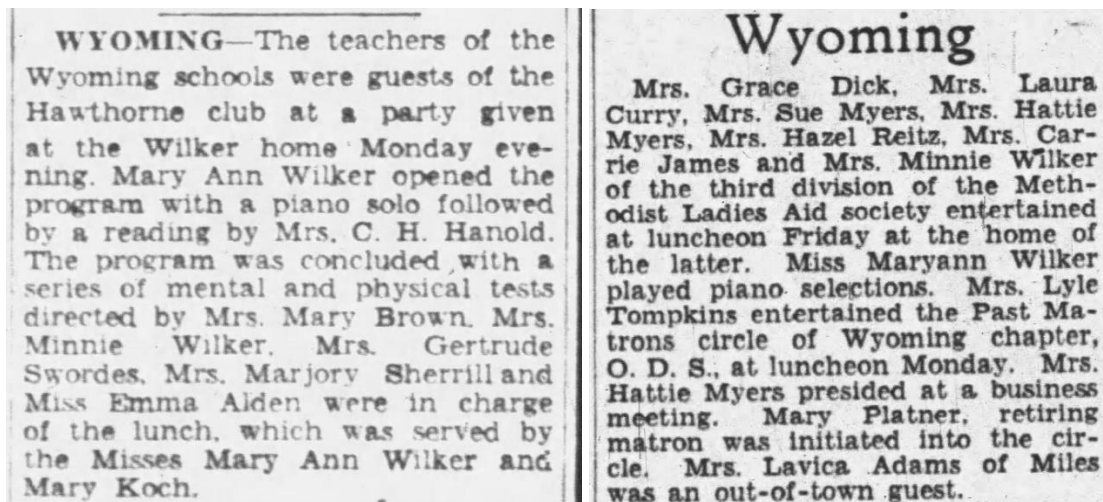 WYOMING—The teachers of the
Wyoming schools were guests of the
Hawthorne club at a party given
at the Wilker home Monday eve-
ning. Mary Ann Wilker opened the
program with a piano solo followed
by a reading by Mrs. C. H. Hanold.
The program was concluded with a
series of mental and physical tests
directed by Mrs. Mary Brown. Mrs.
Minnie Wilker, Mrs. Gertrude
Swordes, Mrs. Marjory Sherrill and
Miss Emma Alden were in charge
of the lunch, which was served by
the Misses Mary Ann Wilker and
Mary Koch.
Wyoming
Mrs. Grace Dick, Mrs. Laura
Curry, Mrs. Sue Myers, Mrs. Hattie
Myers, Mrs. Hazel Reitz, Mrs. Car-
rie James and Mrs. Minnie Wilker
of the third division of the Meth-
odist Ladies Aid society entertained
at luncheon Friday at the home of
the latter. Miss Maryann Wilker
played piano selections. Mrs. Lyle
Tompkins entertained the Past Ma-
trons circle of Wyoming chapter,
O. D. S., at luncheon Monday. Mrs.
Hattie Myers presided at a business
meeting. Mary Platner, retiring
matron was initiated into the cir-
cle. Mrs. Lavica Adams of Miles
was an out-of-town guest.